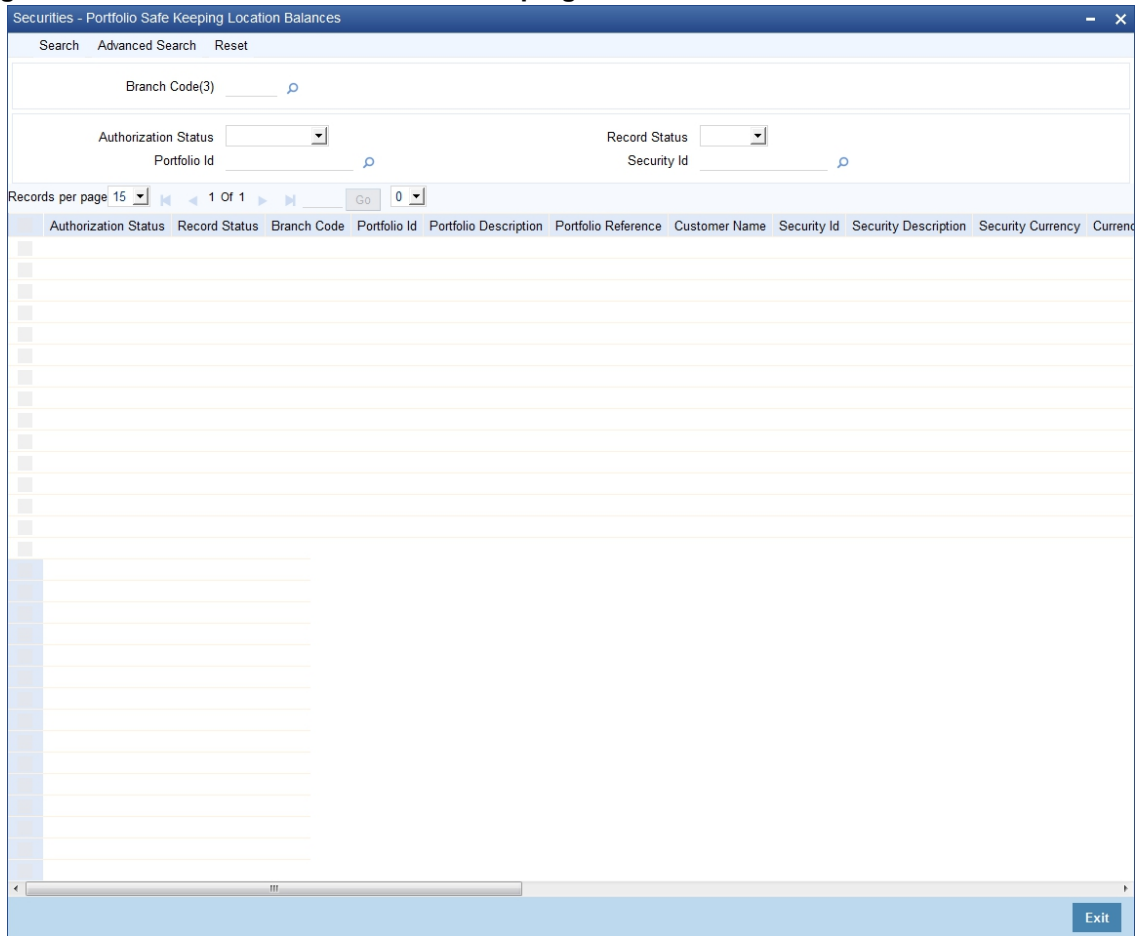 Securities - Portfolio Safe Keeping Location Balances
Search Advanced Search Reset
Branch Code(3)
Authorization Status Record Status
Portfolio Id Security Id
Records per page 15 1 Of 1 Go 0
Authorization Status Record Status Branch Code Portfolio Id Portfolio Description Portfolio Reference Customer Name Security Id Security Description Security Currency Currenc
Exit